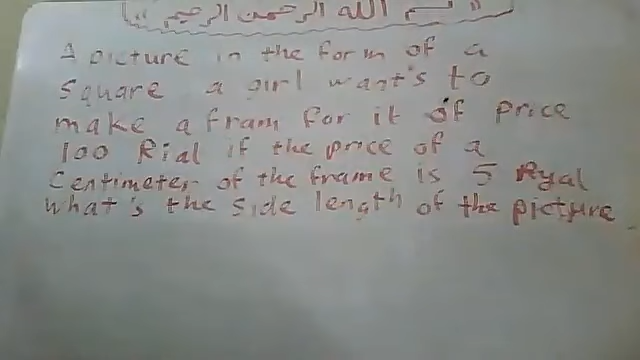 "بسم الله الرحمن الرحيم"
A picture in the form of a
square a girl want's to
make a fram for it of price
100 Rial if the price of a
Centimeter of the frame is 5 Ryal
what's the side length of the picture